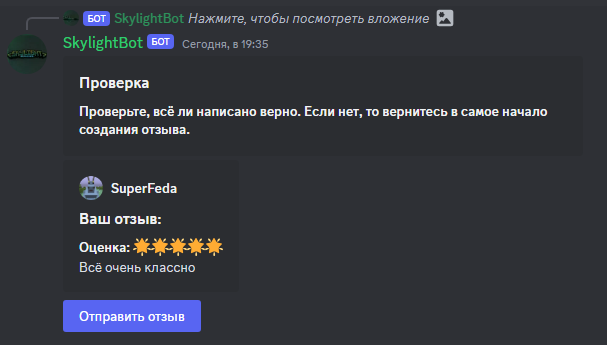 БОТ SkylightBot Нажмите, чтобы посмотреть вложение
SkylightBot БОТ Сегодня, в 19:35
Проверка
Проверьте, всё ли написано верно. Если нет, то вернитесь в самое начало
создания отзыва.
SuperFeda
Ваш отзыв:
Оценка:
Всё очень классно
Отправить отзыв